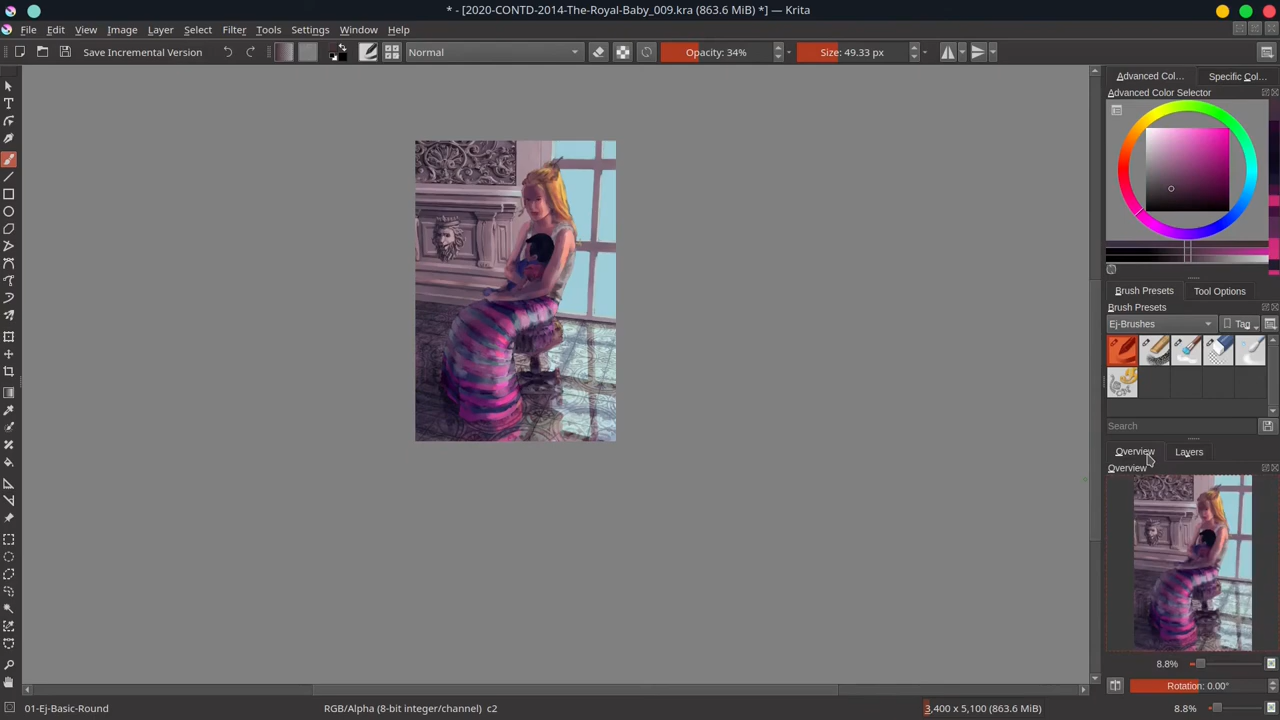 * - [2020-CONTD-2014-The-Royal-Baby_009.kra (863.6 MiB) *] — Krita
File Edit View Image Layer Select Filter Tools Settings Window Help
Save Incremental Version Normal Opacity: 34% Size: 49.33 px
Advanced Col... Specific Col...
Advanced Color Selector
Brush Presets Tool Options
Brush Presets
Ej-Brushes Tag
Search
Overview Layers
Overview
8.8%
Rotation: 0.00°
01-Ej-Basic-Round RGB/Alpha (8-bit integer/channel) c2 3,400 x 5,100 (863.6 MiB) 8.8%